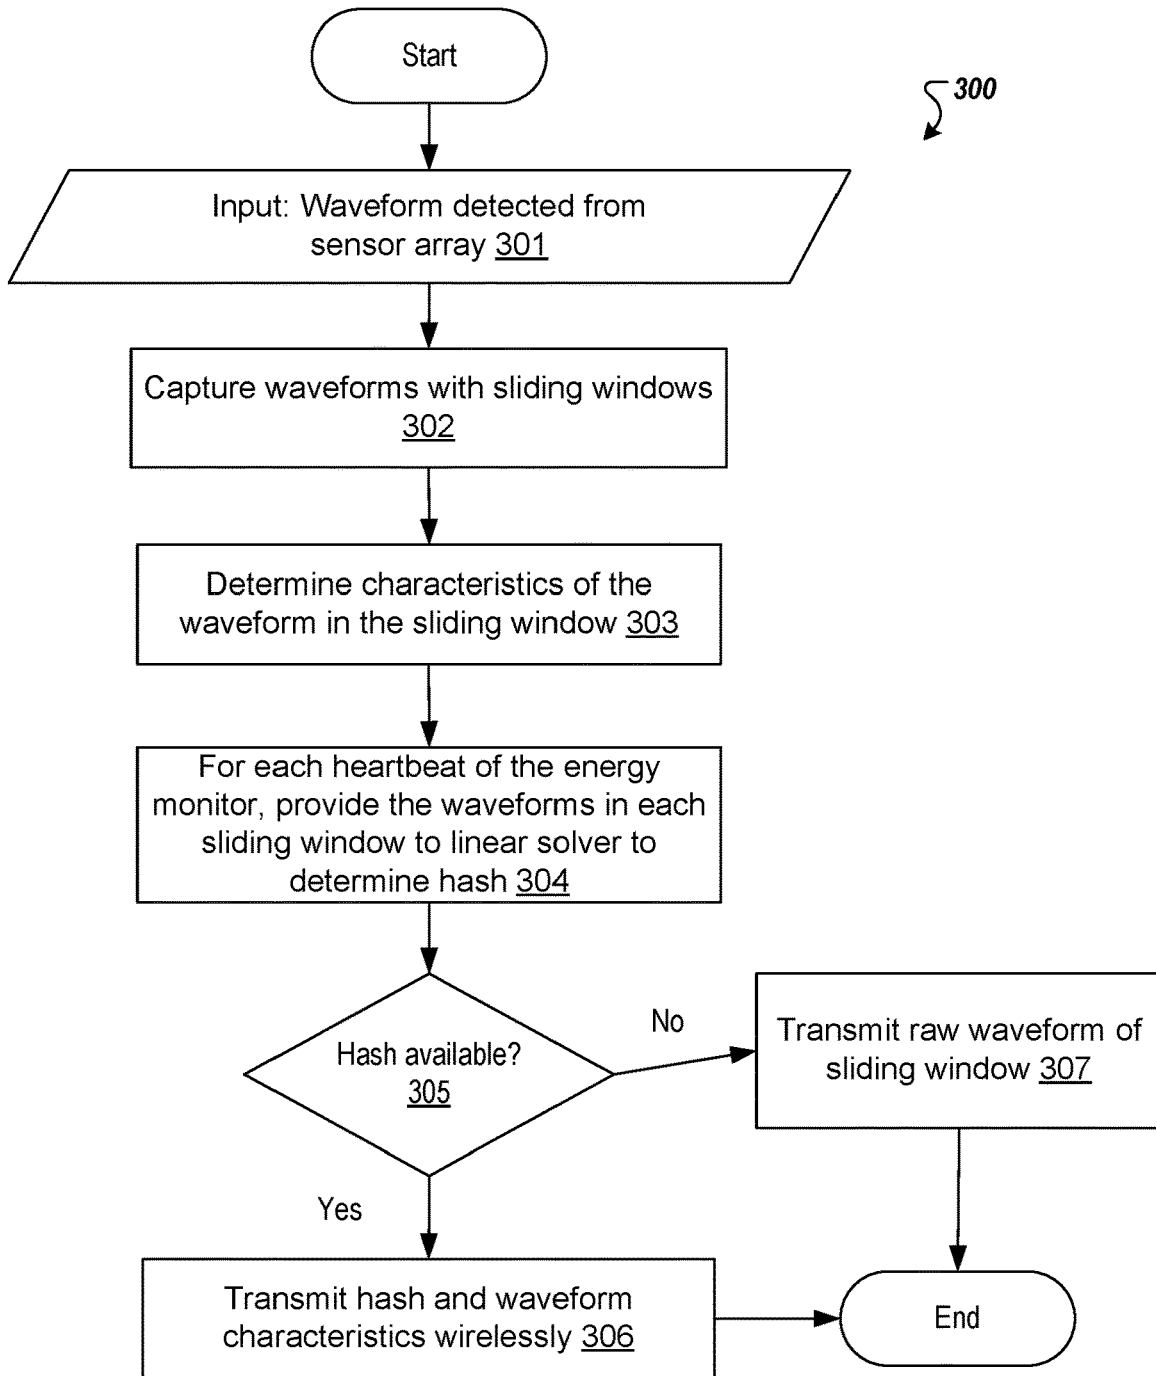 Start
300
Input: Waveform detected from
sensor array 301
Capture waveforms with sliding windows
302
Determine characteristics of the
waveform in the sliding window 303
For each heartbeat of the energy
monitor, provide the waveforms in each
sliding window to linear solver to
determine hash 304
Hash available?
305
No
Transmit raw waveform of
sliding window 307
Yes
Transmit hash and waveform
characteristics wirelessly 306
End